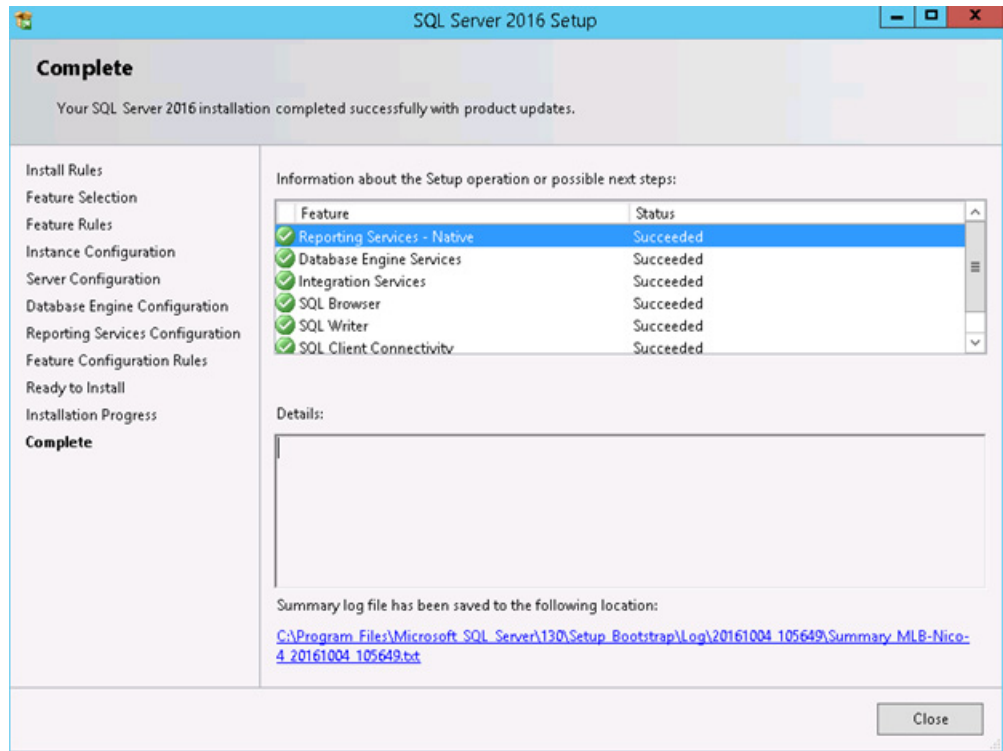 SQL Server 2016 Setup
Complete
Your SQL Server 2016 installation completed successfully with product updates.
Install Rules
Feature Selection
Feature Rules
Instance Configuration
Server Configuration
Database Engine Configuration
Reporting Services Configuration
Feature Configuration Rules
Ready to Install
Installation Progress
Complete
Information about the Setup operation or possible next steps:
Feature Status
Reporting Services - Native Succeeded
Database Engine Services Succeeded
Integration Services Succeeded
SQL Browser Succeeded
SQL Writer Succeeded
SQL Client Connectivity Succeeded
Details:
Summary log file has been saved to the following location:
C:\Program Files\Microsoft SQL Server\130\Setup Bootstrap\Log\20161004_105649\Summary_MLB-Nico-
4_20161004_105649.txt
Close